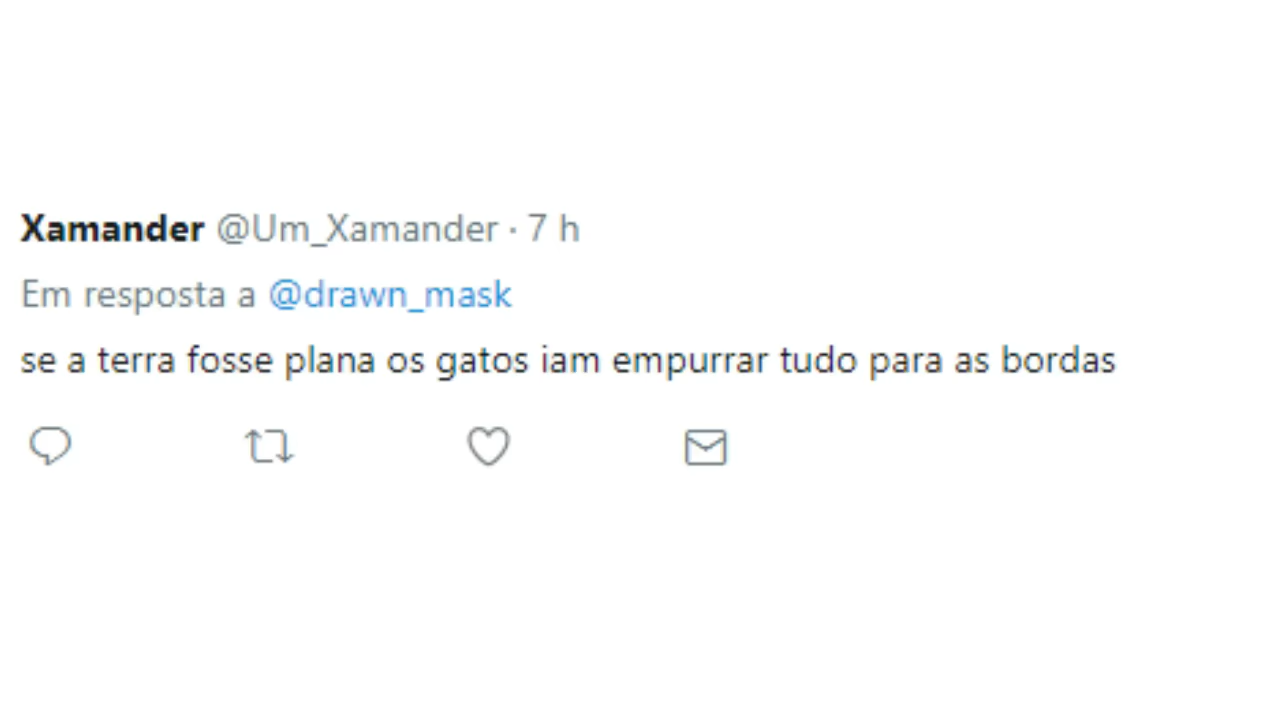 Xamander @Um_Xamander · 7 h
Em resposta a @drawn_mask
se a terra fosse plana os gatos iam empurrar tudo para as bordas